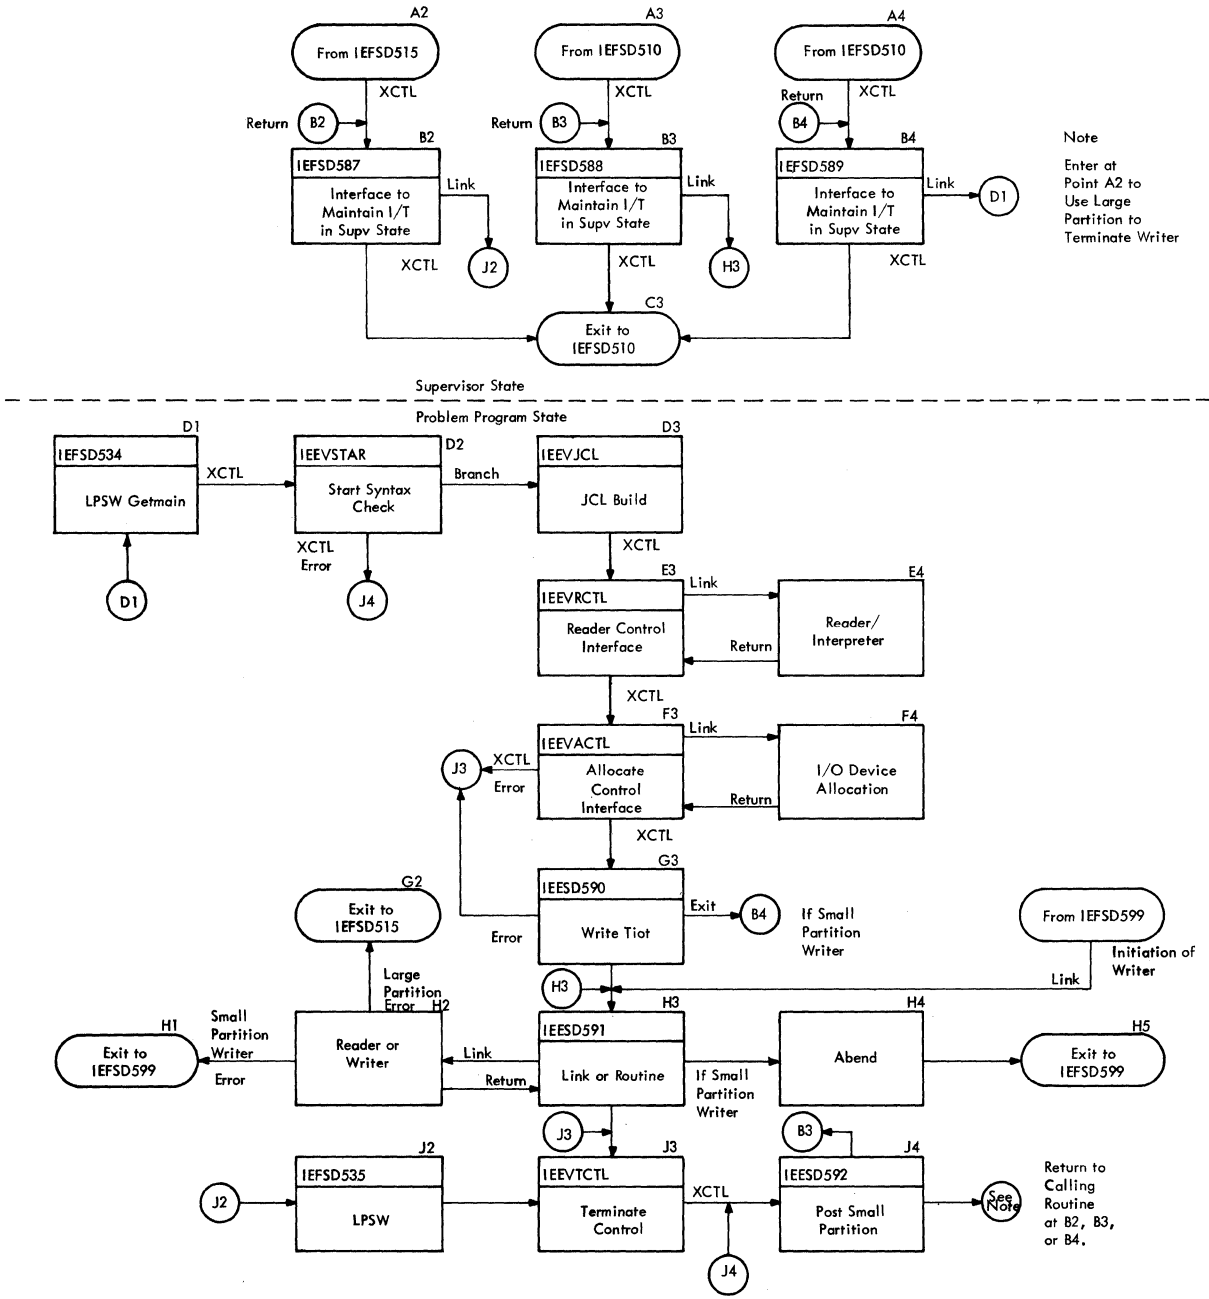 A2
A3
A4
From IEFSD515
From IEFSD510
From IEFSD510
XCTL
XCTL
XCTL
Return
B2
Return
B3
Return
B4
B2
B3
B4
Note
IEFSD587
Interface to
Maintain I/T
in Supv State
Link
J2
IEFSD588
Interface to
Maintain I/T
in Supv State
Link
H3
IEFSD589
Interface to
Maintain I/T
in Supv State
Link
D1
Enter at
Point A2 to
Use Large
Partition to
Terminate Writer
XCTL
XCTL
XCTL
C3
Exit to
IEFSD510
Supervisor State
Problem Program State
D1
IEFSD534
LPSW Getmain
XCTL
D2
IEEVSTAR
Start Syntax
Check
Branch
D3
IEEVJCL
JCL Build
D1
XCTL
Error
J4
XCTL
E3
IEEVRCTL
Reader Control
Interface
Link
Return
E4
Reader/
Interpreter
XCTL
F3
IEEVACTL
Allocate
Control
Interface
Link
Return
F4
I/O Device
Allocation
J3
XCTL
Error
XCTL
G3
IEESD590
Write Tiot
Error
Exit
B4
If Small
Partition
Writer
G2
Exit to
IEFSD515
From IEFSD599
Initiation of
Writer
Link
Large
Partition
Error
H3
H1
Exit to
IEFSD599
Small
Partition
Writer
Error
H2
Reader or
Writer
Link
Return
H3
IEESD591
Link or Routine
If Small
Partition
Writer
H4
Abend
H5
Exit to
IEFSD599
J3
B3
J2
J2
IEFSD535
LPSW
J3
IEEVTCTL
Terminate
Control
XCTL
J4
J4
IEESD592
Post Small
Partition
See
Note
Return to
Calling
Routine
at B2, B3,
or B4.